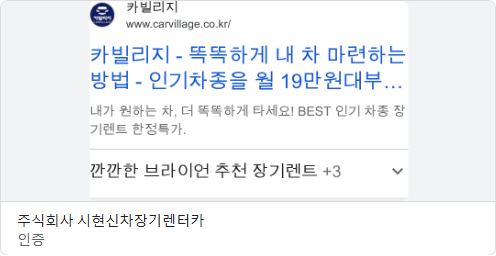 카빌리지
www.carvillage.co.kr/
카빌리지 - 똑똑하게 내 차 마련하는
방법 - 인기차종을 월 19만원대부...
내가 원하는 차, 더 똑똑하게 타세요! BEST 인기 차종 장
기렌트 한정특가.
깐깐한 브라이언 추천 장기렌트 +3
주식회사 시현신차장기렌터카
인증